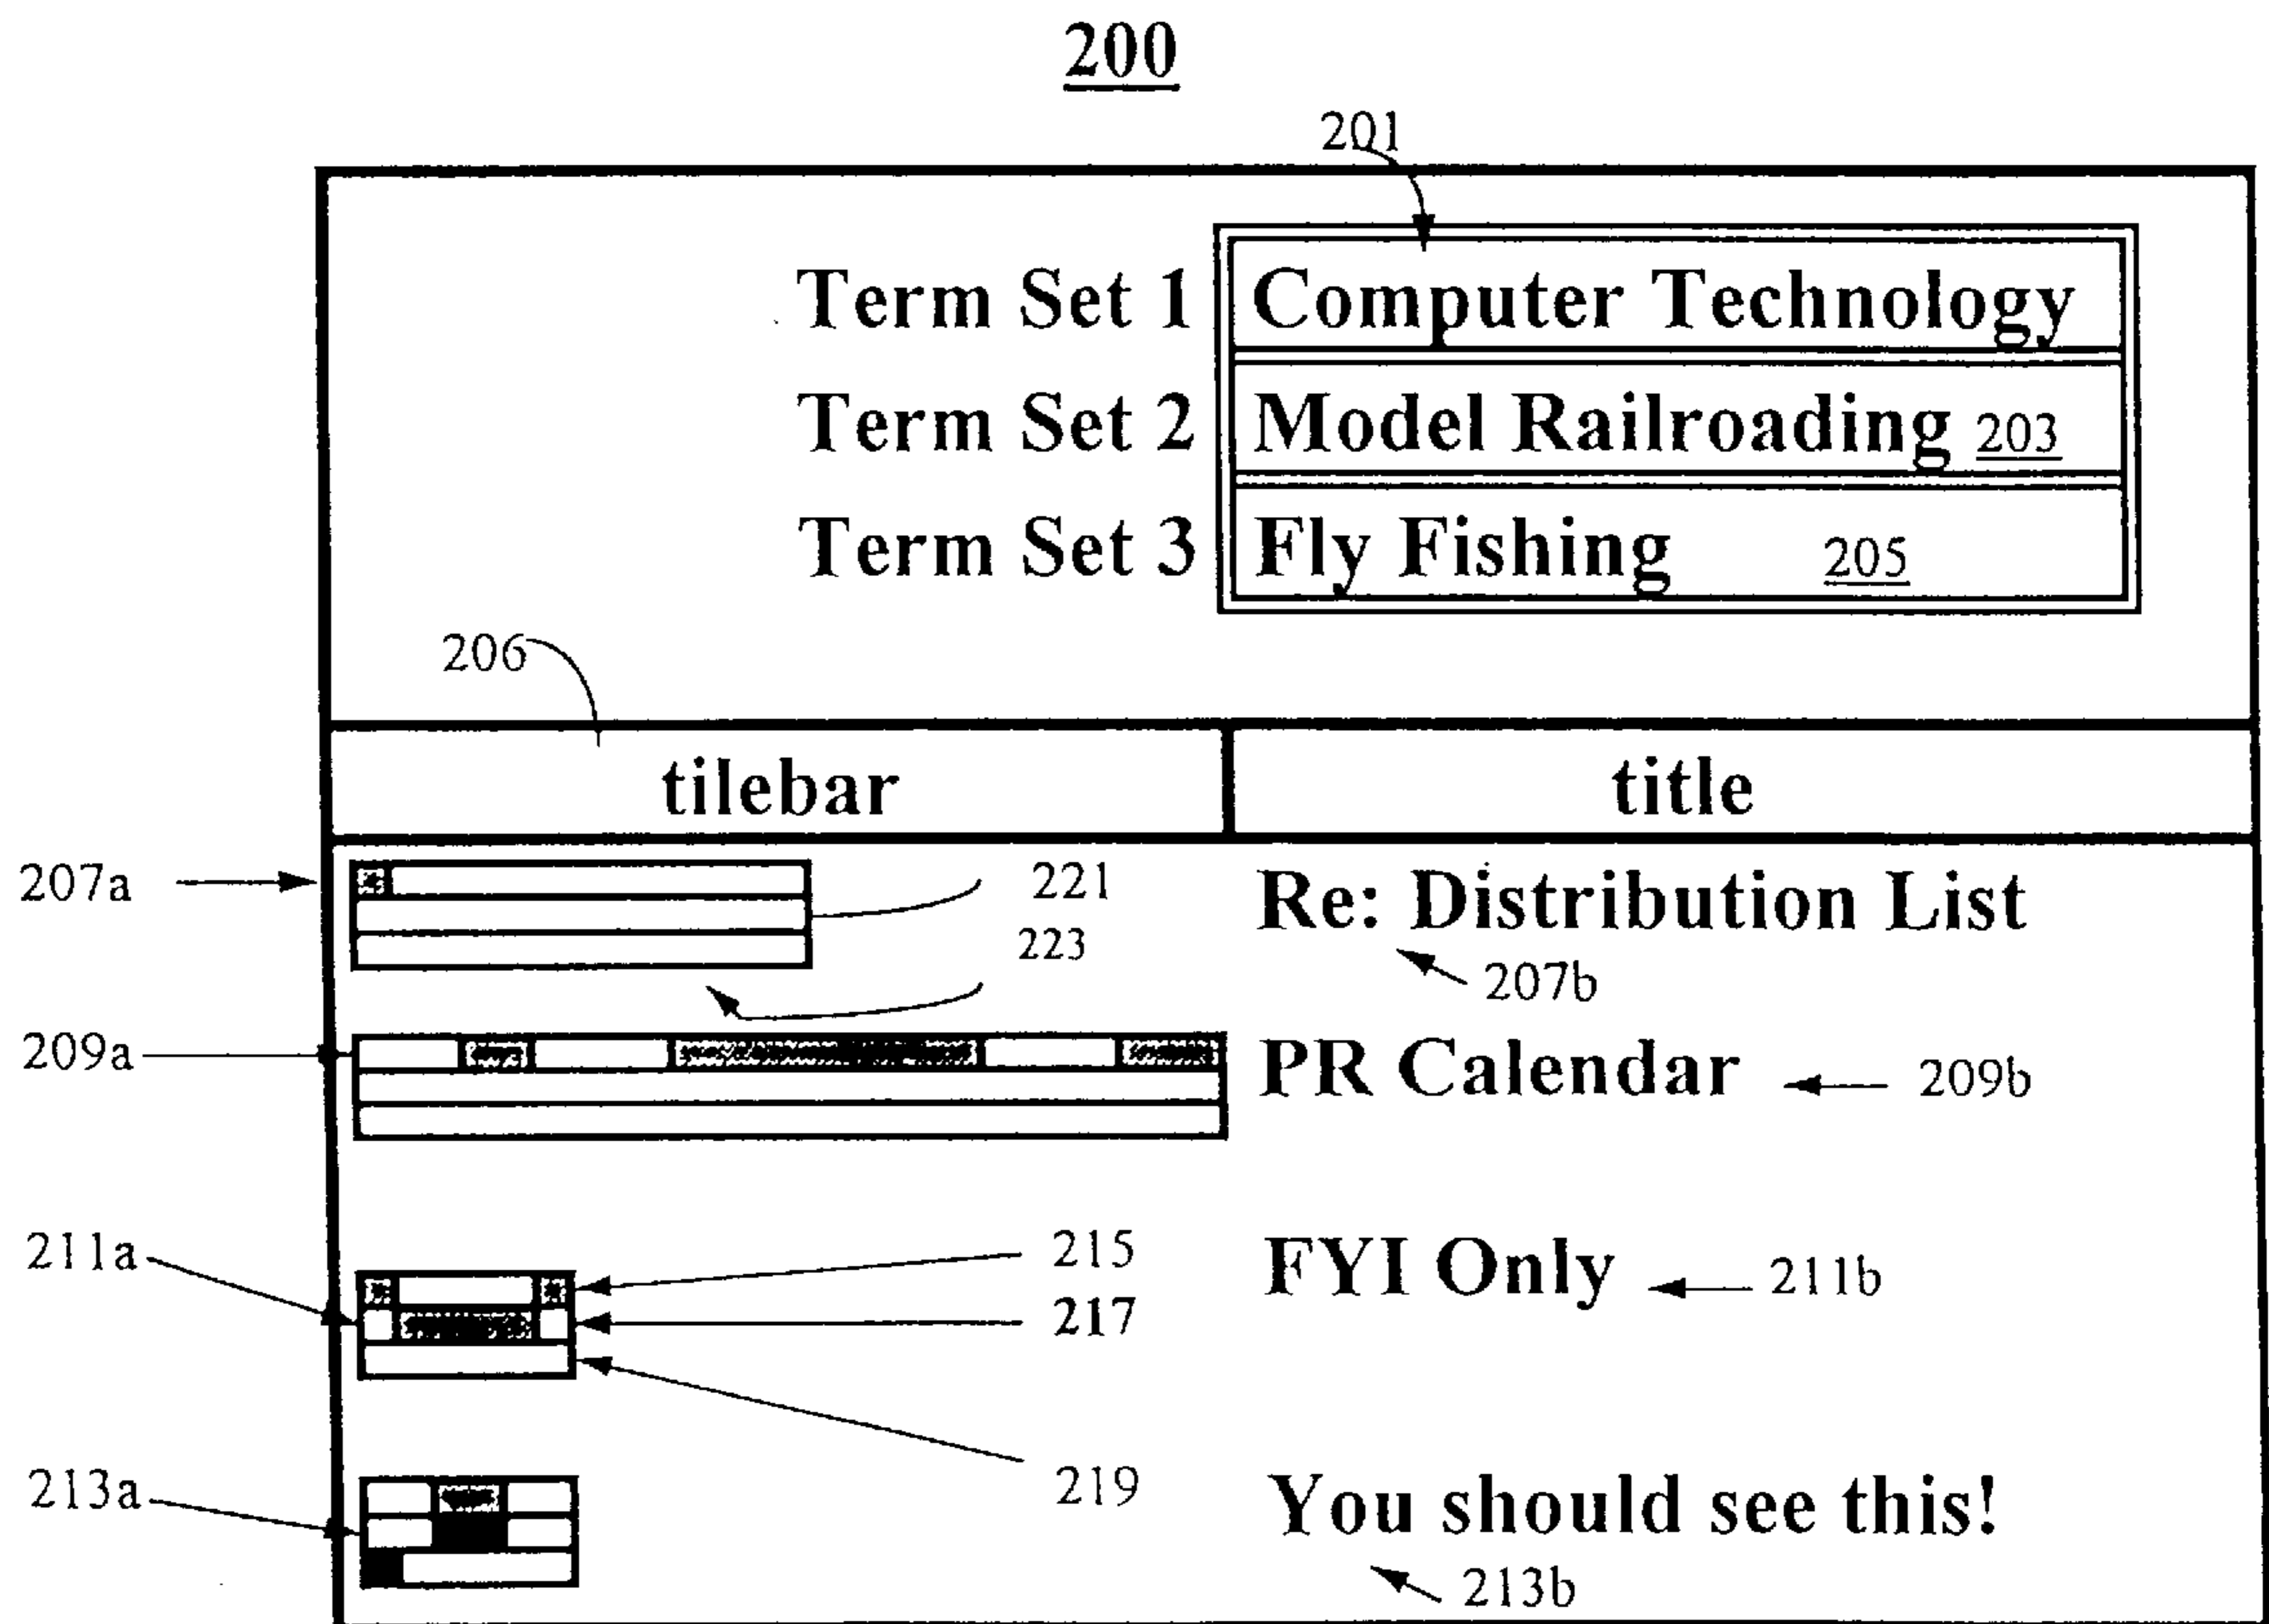 200
201
Term Set 1 Computer Technology
Term Set 2 Model Railroading 203
Term Set 3 Fly Fishing 205
206
tilebar title
207a 221 Re: Distribution List
223 207b
209a PR Calendar 209b
211a 215 FYI Only 211b
217
213a 219 You should see this!
213b